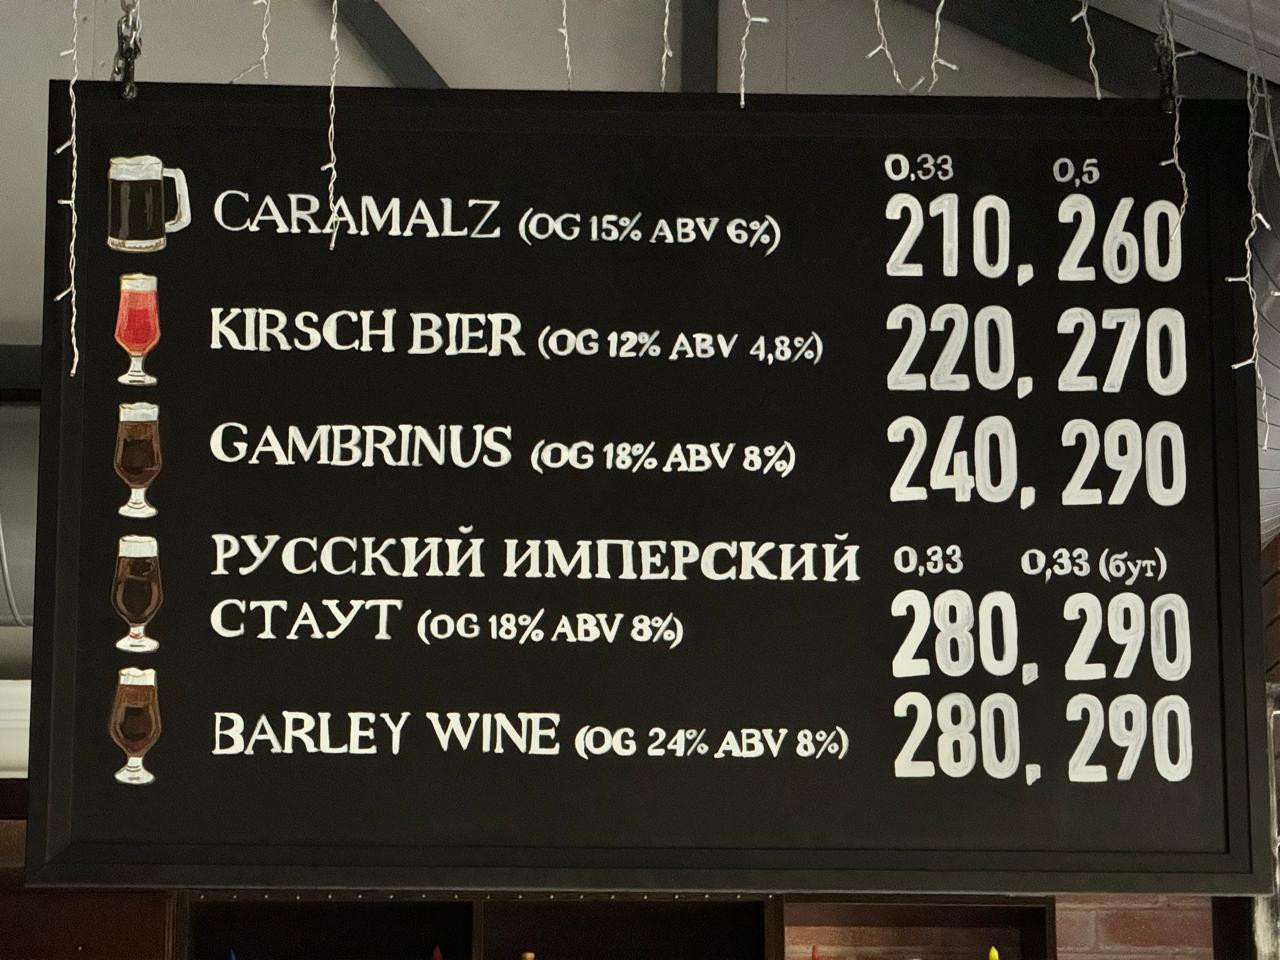 0,33 0,5
CARAMALZ (OG 15% ABV 6%) 210, 260
KIRSCH BIER (OG 12% ABV 4,8%) 220, 270
GAMBRINUS (OG 18% ABV 8%) 240, 290
РУССКИЙ ИМПЕРСКИЙ 0,33 0,33 (бут)
СТАУТ (OG 18% ABV 8%) 280, 290
BARLEY WINE (OG 24% ABV 8%) 280, 290